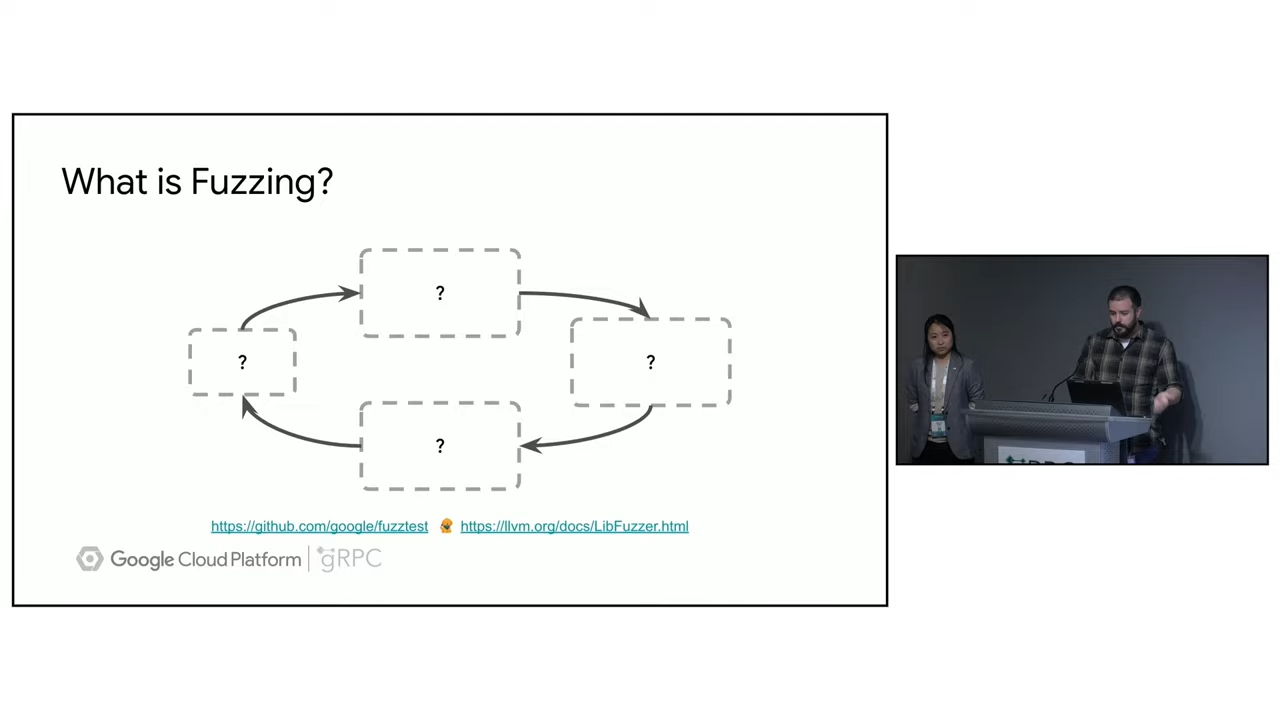 What is Fuzzing?
?
?
?
?
https://github.com/google/fuzztest https://llvm.org/docs/LibFuzzer.html
Google Cloud Platform gRPC